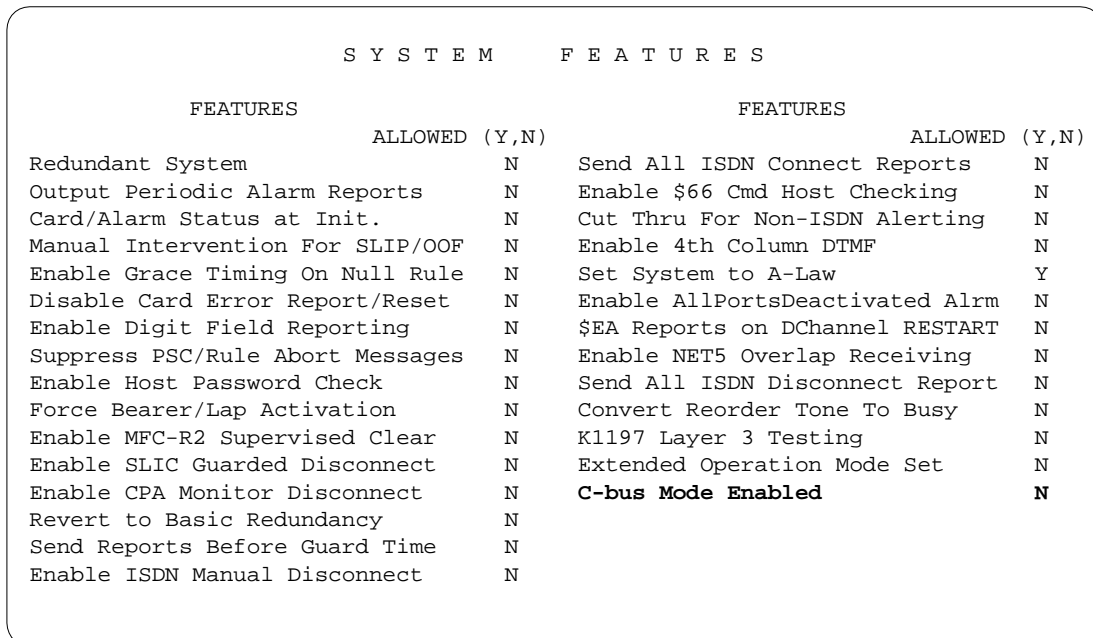 S Y S T E M     F E A T U R E S
FEATURES                    FEATURES
ALLOWED (Y,N)                    ALLOWED (Y,N)
Redundant System N     Send All ISDN Connect Reports N
Output Periodic Alarm Reports N     Enable $66 Cmd Host Checking N
Card/Alarm Status at Init. N     Cut Thru For Non-ISDN Alerting N
Manual Intervention For SLIP/OOF N     Enable 4th Column DTMF N
Enable Grace Timing On Null Rule N     Set System to A-Law Y
Disable Card Error Report/Reset N     Enable AllPortsDeactivated Alrm N
Enable Digit Field Reporting N     $EA Reports on DChannel RESTART N
Suppress PSC/Rule Abort Messages N     Enable NET5 Overlap Receiving N
Enable Host Password Check N     Send All ISDN Disconnect Report N
Force Bearer/Lap Activation N     Convert Reorder Tone To Busy N
Enable MFC-R2 Supervised Clear N     K1197 Layer 3 Testing N
Enable SLIC Guarded Disconnect N     Extended Operation Mode Set N
Enable CPA Monitor Disconnect N     C-bus Mode Enabled N
Revert to Basic Redundancy N
Send Reports Before Guard Time N
Enable ISDN Manual Disconnect N